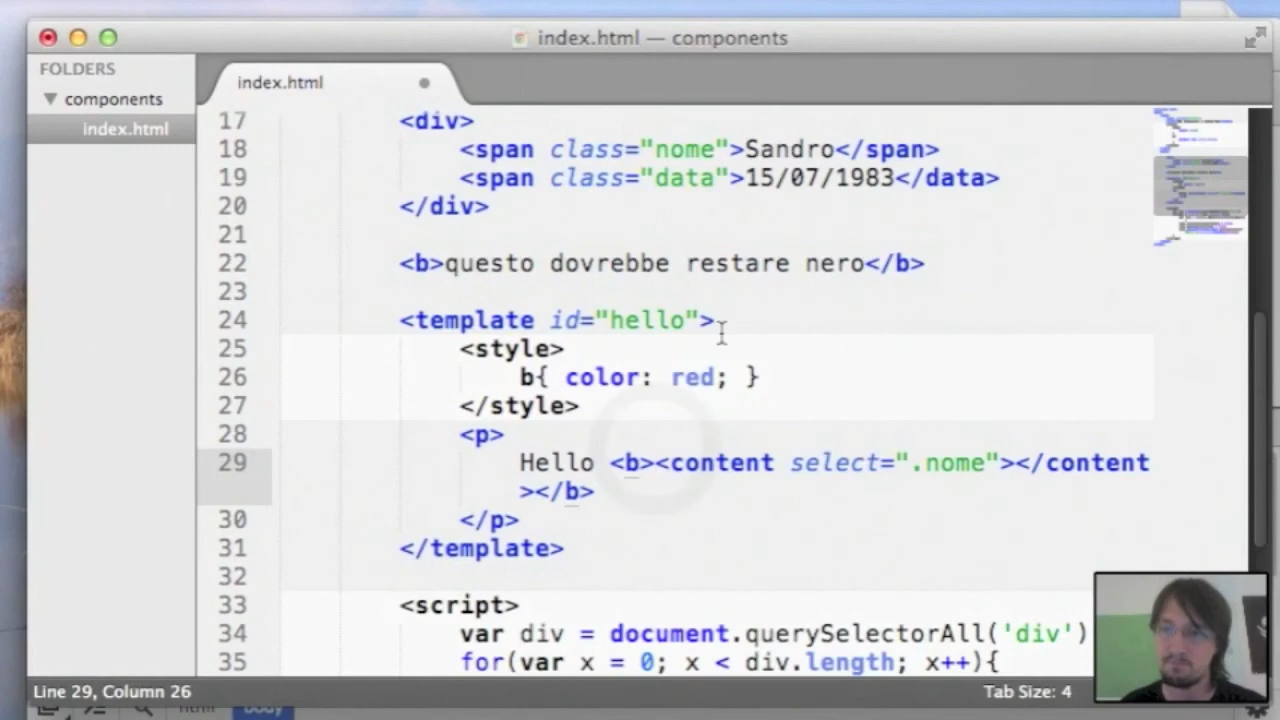 index.html — components
FOLDERS
components
index.html
index.html
17 <div>
18 <span class="nome">Sandro</span>
19 <span class="data">15/07/1983</data>
20 </div>
21
22 <b>questo dovrebbe restare nero</b>
23
24 <template id="hello">
25 <style>
26 b{ color: red; }
27 </style>
28 <p>
29 Hello <b><content select=".nome"></content
></b>
30 </p>
31 </template>
32
33 <script>
34 var div = document.querySelectorAll('div')
35 for(var x = 0; x < div.length; x++){
Line 29, Column 26
Tab Size: 4
html
body